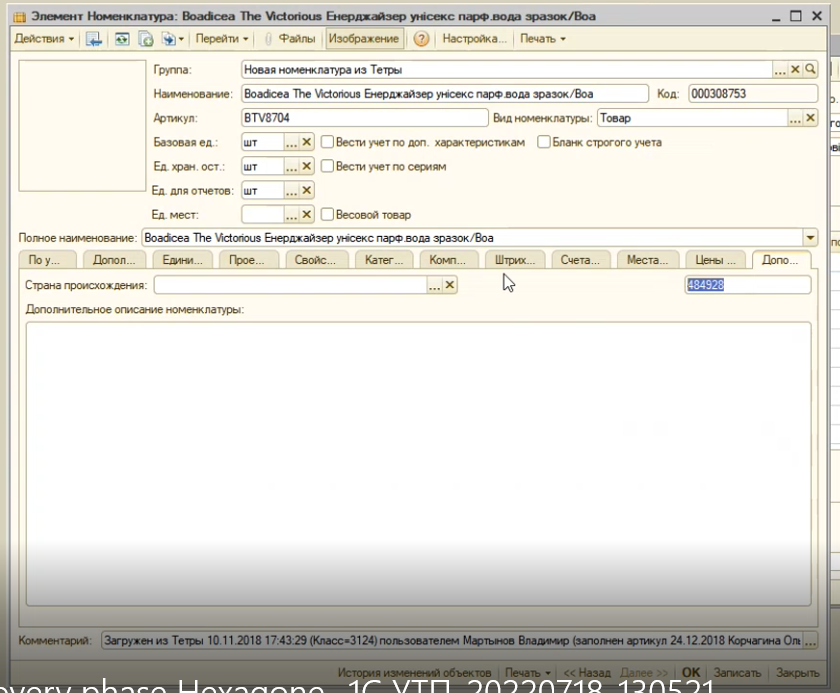 Элемент Номенклатура: Boadicea The Victorious Енерджайзер унісекс парф.вода зразок/Boa
Действия Перейти Файлы Изображение Настройка... Печать
Группа: Новая номенклатура из Тетры
Наименование: Boadicea The Victorious Енерджайзер унісекс парф.вода зразок/Boa Код: 000308753
Артикул: BTV8704 Вид номенклатуры: Товар
Базовая ед.: шт Вести учет по доп. характеристикам Бланк строгого учета
Ед. хран. ост.: шт Вести учет по сериям
Ед. для отчетов: шт
Ед. мест: Весовой товар
Полное наименование: Boadicea The Victorious Енерджайзер унісекс парф.вода зразок/Boa
По у... Допол... Едини... Прое... Свойс... Катег... Комп... Штрих... Счета... Места... Цены ... Допо...
Страна происхождения: 484928
Дополнительное описание номенклатуры:
Комментарий: Загружен из Тетры 10.11.2018 17:43:29 (Класс=3124) пользователем Мартынов Владимир (заполнен артикул 24.12.2018 Корчагина Оль
История изменений объектов Печать << Назад Далее >> OK Записать Закрыть
overy phase Hexagone. 1С УТП-20220718_130521